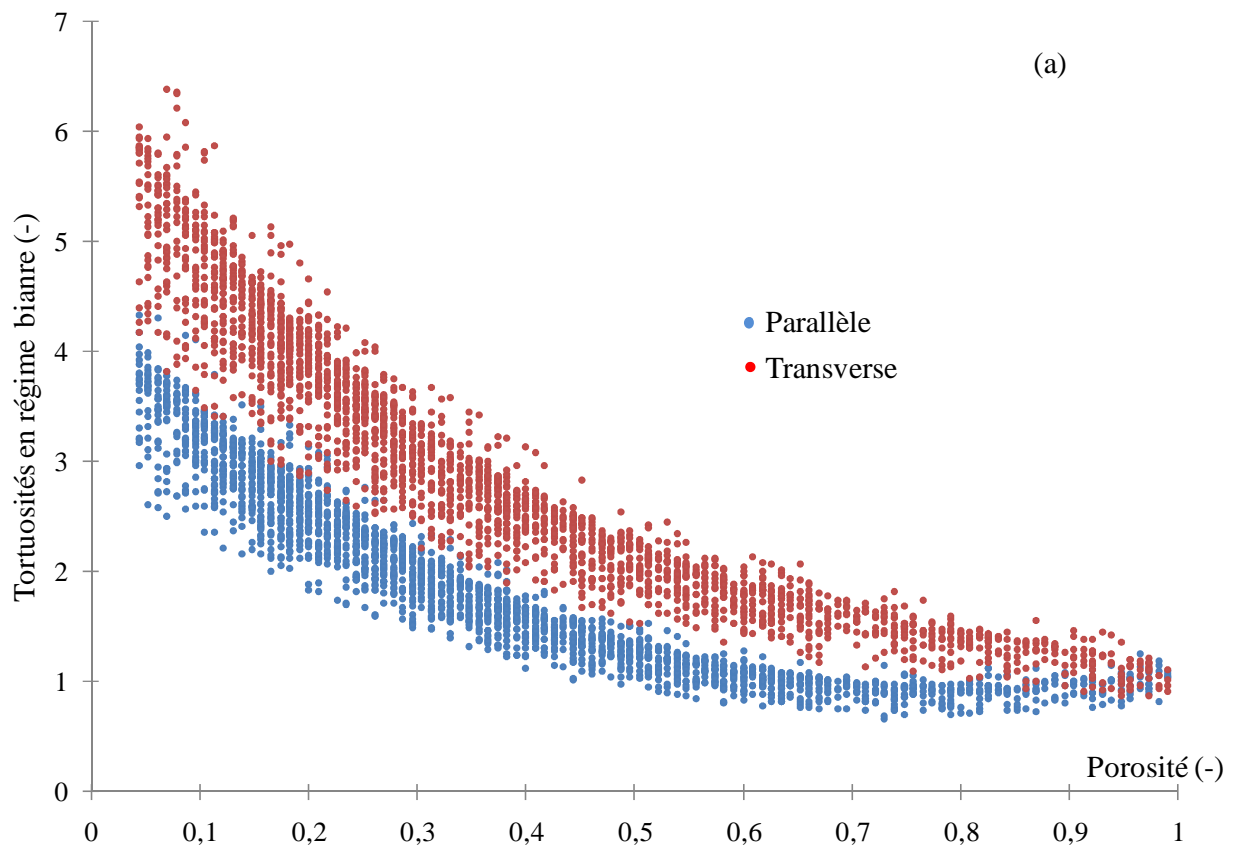 7
(a)
6
5
4
3
2
1
0
Tortuosités en régime bianre (-)
Parallèle
Transverse
Porosité (-)
0 0,1 0,2 0,3 0,4 0,5 0,6 0,7 0,8 0,9 1